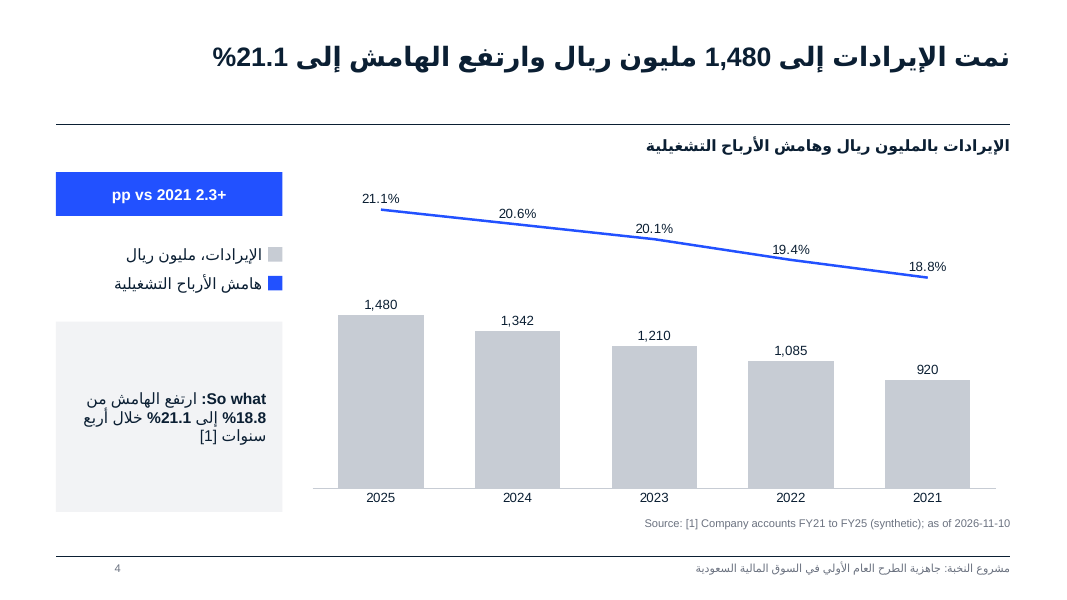 نمت الإيرادات إلى 1,480 مليون ريال وارتفع الهامش إلى 21.1%
الإيرادات بالمليون ريال وهامش الأرباح التشغيلية
21.1%
20.6%
20.1%
19.4%
18.8%
1,480
1,342
1,210
1,085
920
2025
2024
2023
2022
2021
pp vs 2021 2.3+
الإيرادات، مليون ريال
هامش الأرباح التشغيلية
So what: ارتفع الهامش من
18.8% إلى 21.1% خلال أربع
سنوات [1]
Source: [1] Company accounts FY21 to FY25 (synthetic); as of 2026-11-10
مشروع النخبة: جاهزية الطرح العام الأولي في السوق المالية السعودية
4